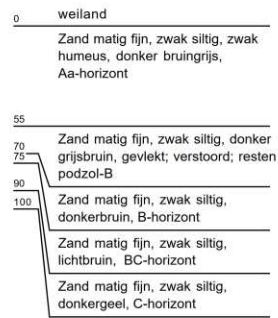 0 weiland
Zand matig fijn, zwak siltig, zwak
humeus, donker bruingrijs,
Aa-horizont
55
Zand matig fijn, zwak siltig, donker
70 grijsbruin, gevlekt; verstoord; resten
75 podzol-B
90 Zand matig fijn, zwak siltig,
100 donkerbruin, B-horizont
Zand matig fijn, zwak siltig,
lichtbruin, BC-horizont
Zand matig fijn, zwak siltig,
donkergeel, C-horizont